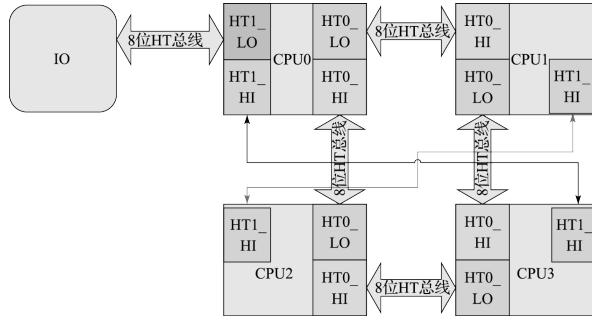 IO
8位HT总线
HT1_
LO
HT1_
HI
CPU0
HT0_
LO
HT0_
HI
8位HT总线
HT0_
HI
HT0_
LO
CPU1
HT1_
HI
8位HT总线
8位HT总线
HT1_
HI
CPU2
HT0_
LO
HT0_
HI
8位HT总线
HT0_
HI
HT0_
LO
CPU3
HT1_
HI